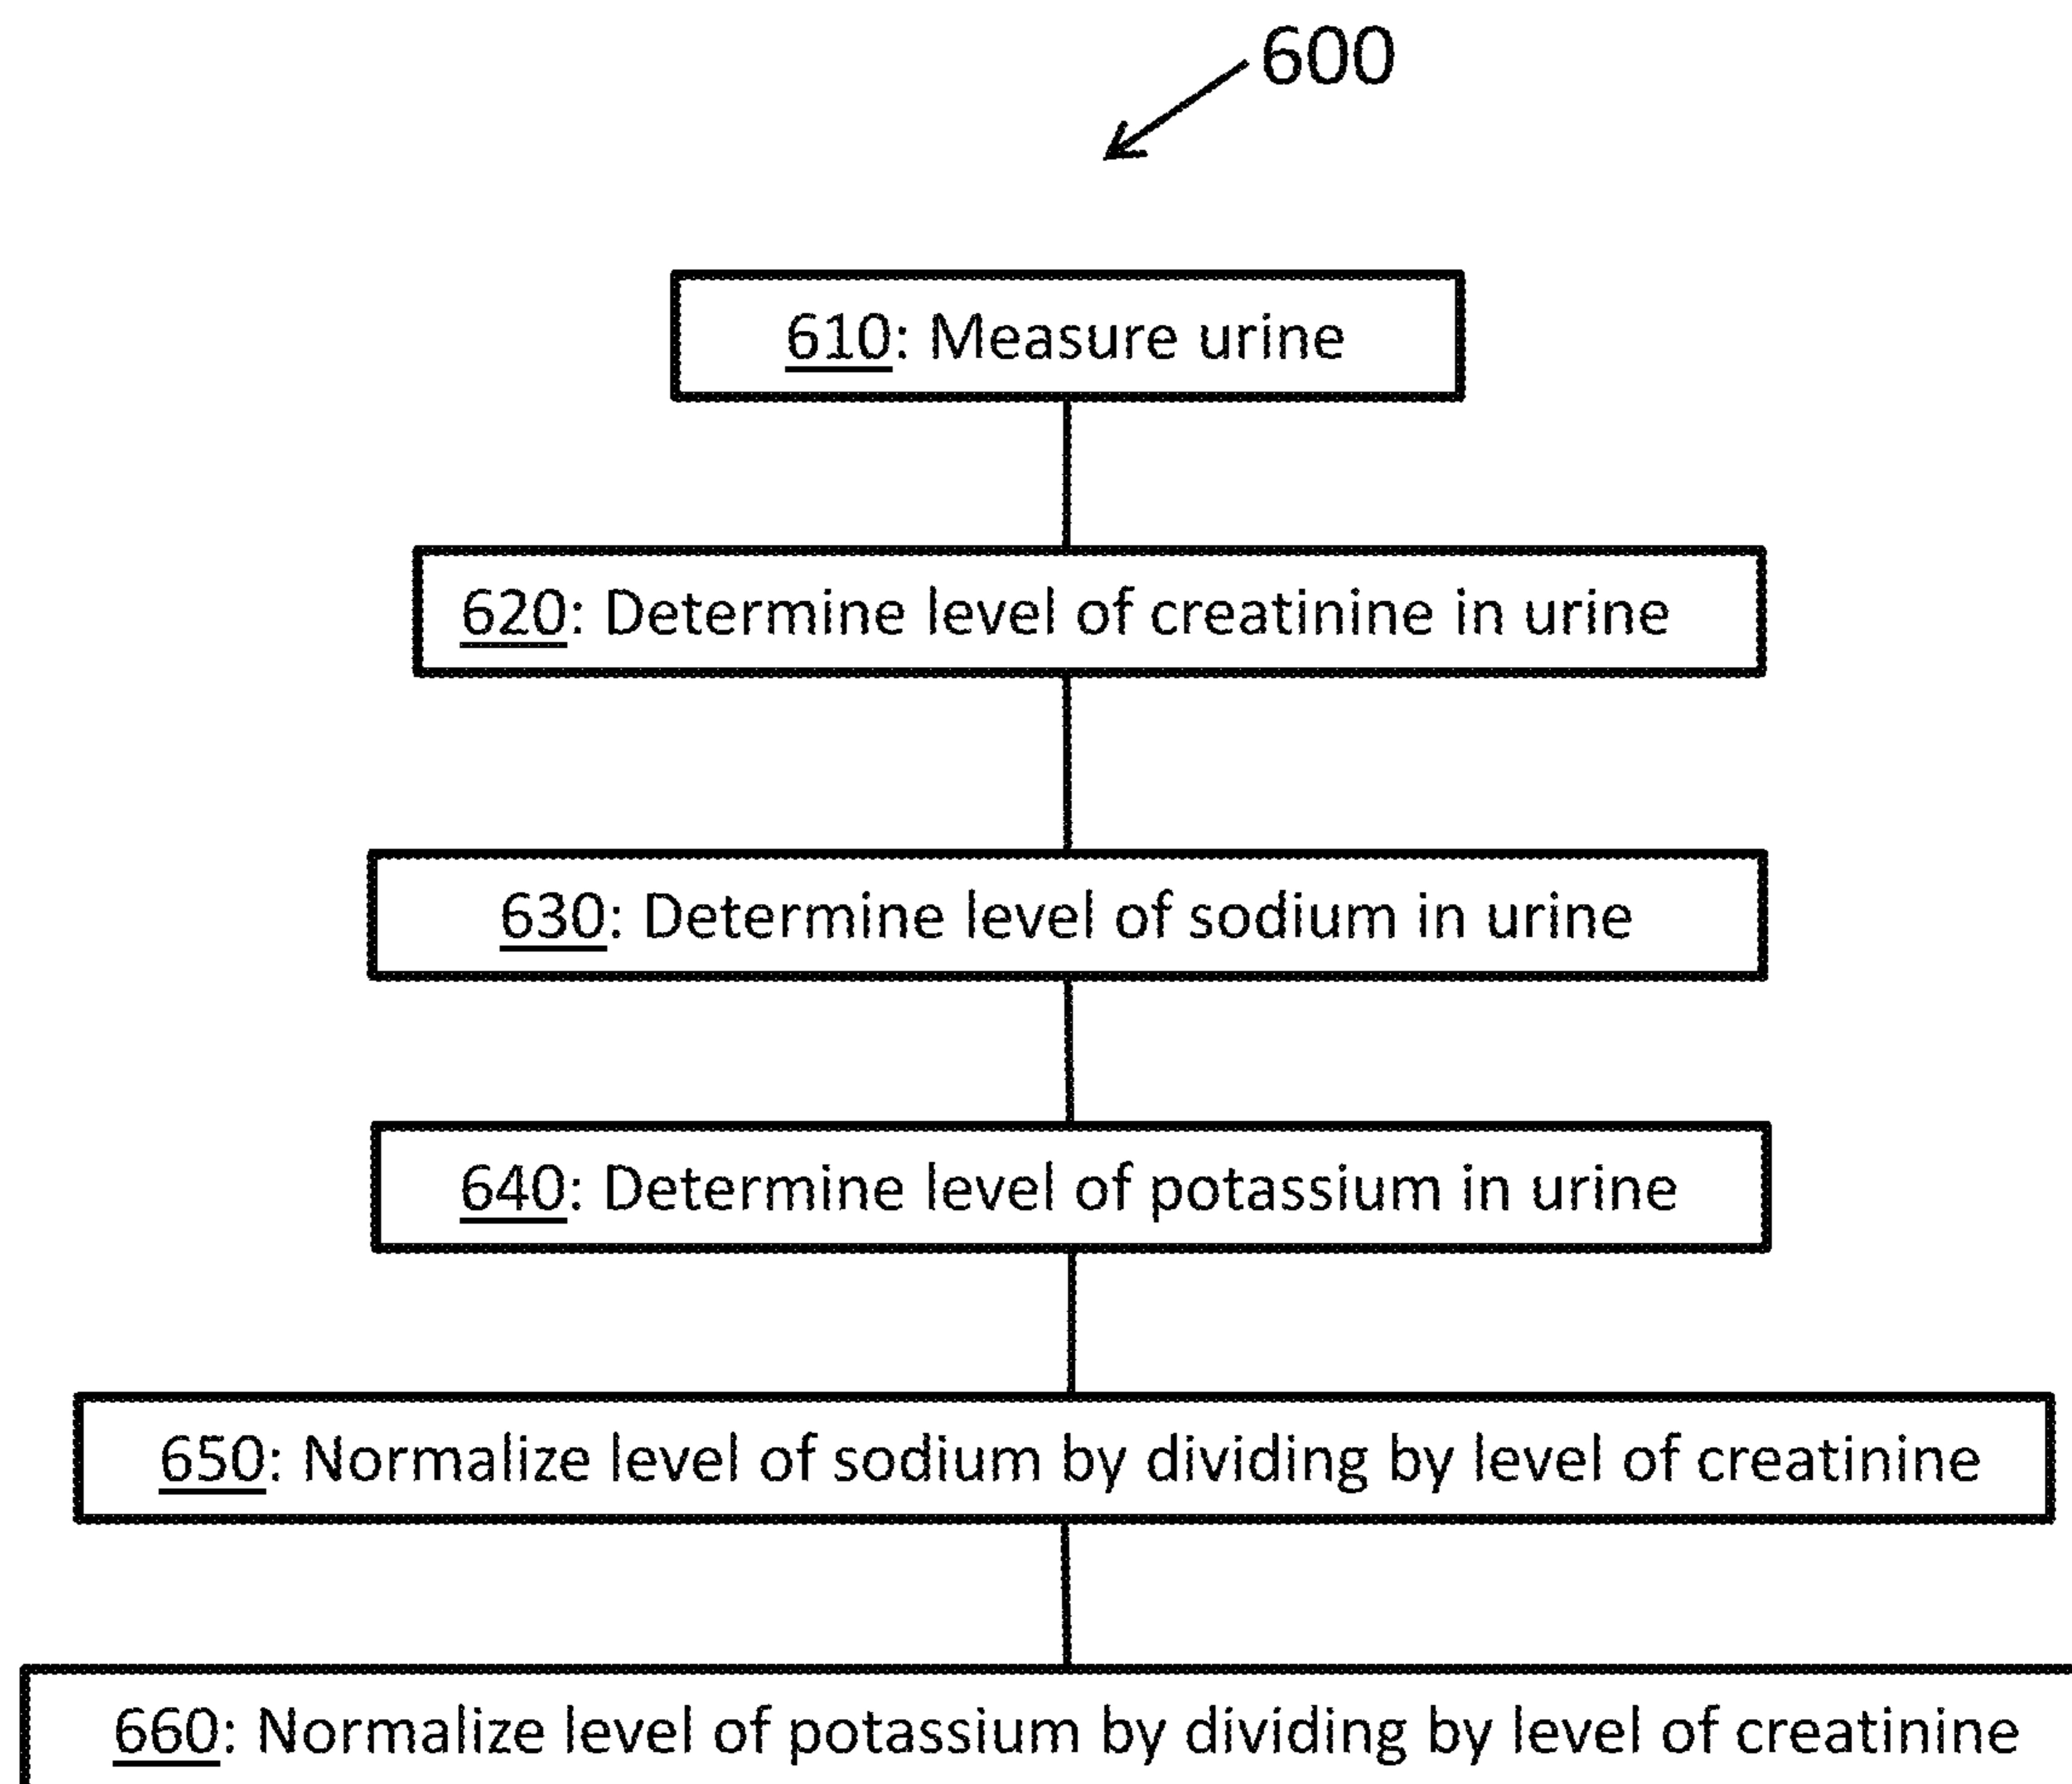 600
610: Measure urine
620: Determine level of creatinine in urine
630: Determine level of sodium in urine
640: Determine level of potassium in urine
650: Normalize level of sodium by dividing by level of creatinine
660: Normalize level of potassium by dividing by level of creatinine